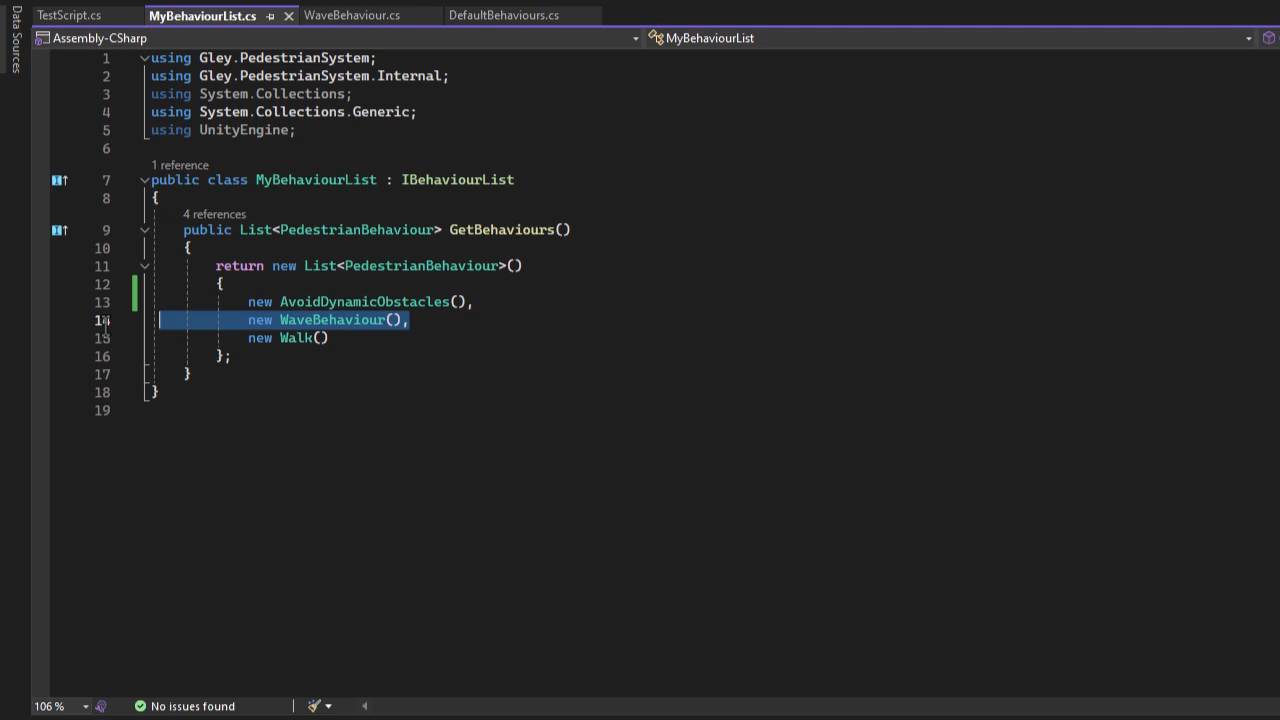 Data Sources
TestScript.cs MyBehaviourList.cs WaveBehaviour.cs DefaultBehaviours.cs
Assembly-CSharp MyBehaviourList
1 using Gley.PedestrianSystem;
2 using Gley.PedestrianSystem.Internal;
3 using System.Collections;
4 using System.Collections.Generic;
5 using UnityEngine;
6
1 reference
7 public class MyBehaviourList : IBehaviourList
8 {
4 references
9 public List<PedestrianBehaviour> GetBehaviours()
10 {
11 return new List<PedestrianBehaviour>()
12 {
13 new AvoidDynamicObstacles(),
14 new WaveBehaviour(),
15 new Walk()
16 };
17 }
18 }
19
106 % No issues found